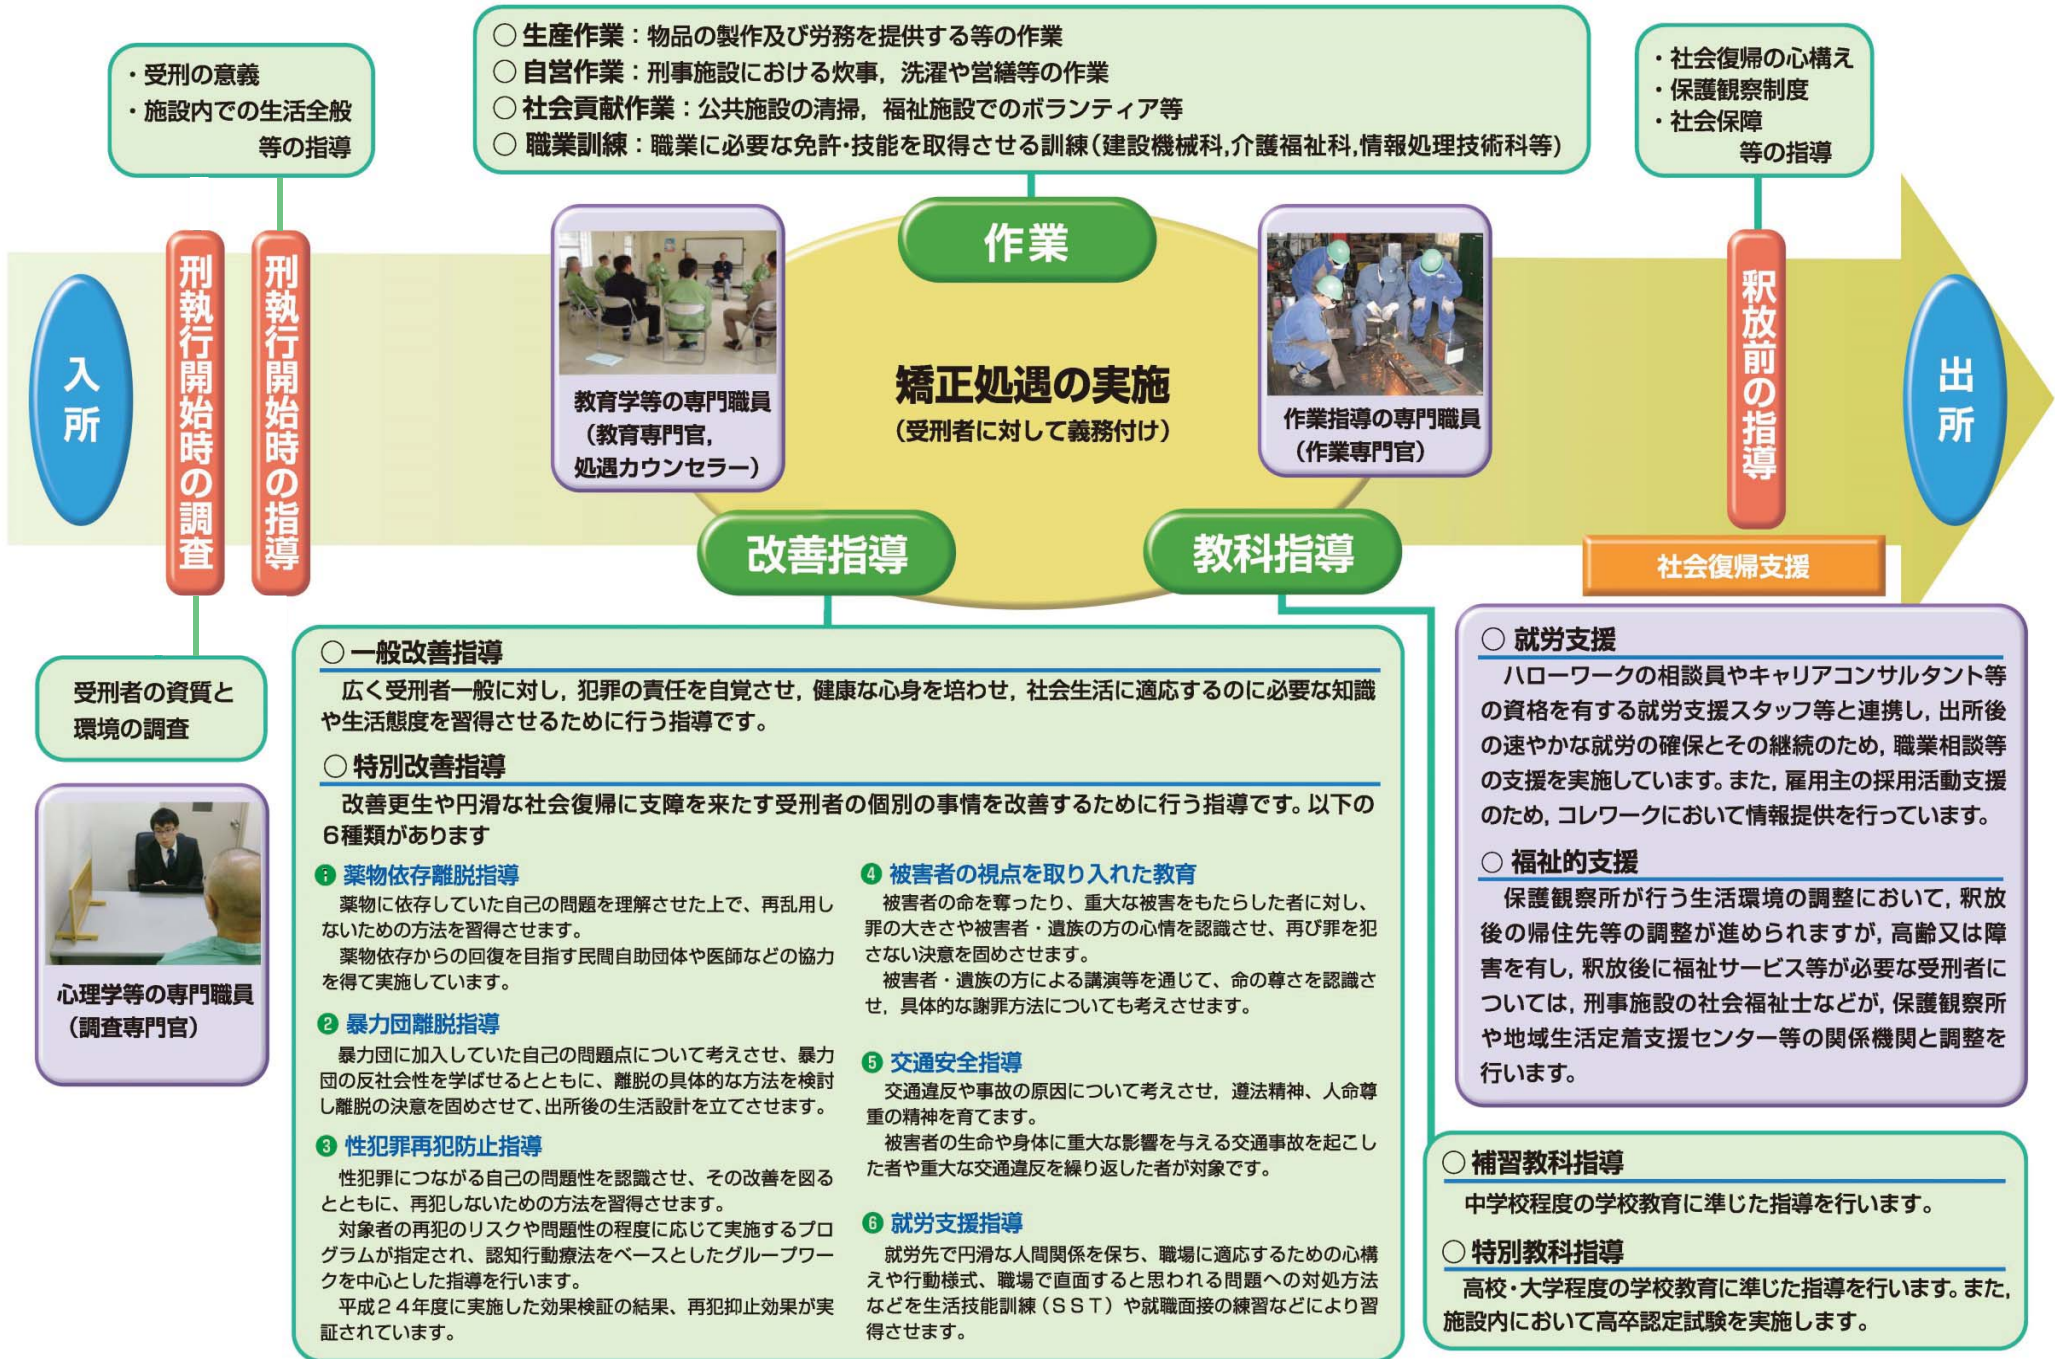 ・受刑の意義
・施設内での生活全般
等の指導
○ 生産作業：物品の製作及び労務を提供する等の作業
○ 自営作業：刑事施設における炊事，洗濯や営繕等の作業
○ 社会貢献作業：公共施設の清掃，福祉施設でのボランティア等
○ 職業訓練：職業に必要な免許･技能を取得させる訓練(建設機械科,介護福祉科,情報処理技術科等)
・社会復帰の心構え
・保護観察制度
・社会保障
等の指導
入所
刑執行開始時の調査
刑執行開始時の指導
教育学等の専門職員
（教育専門官，
処遇カウンセラー）
作業
矯正処遇の実施
（受刑者に対して義務付け）
作業指導の専門職員
（作業専門官）
釈放前の指導
出所
改善指導
教科指導
社会復帰支援
受刑者の資質と
環境の調査
心理学等の専門職員
（調査専門官）
○ 一般改善指導
広く受刑者一般に対し，犯罪の責任を自覚させ，健康な心身を培わせ，社会生活に適応するのに必要な知識
や生活態度を習得させるために行う指導です。
○ 特別改善指導
改善更生や円滑な社会復帰に支障を来たす受刑者の個別の事情を改善するために行う指導です。以下の
６種類があります
❶ 薬物依存離脱指導
薬物に依存していた自己の問題を理解させた上で、再乱用し
ないための方法を習得させます。
薬物依存からの回復を目指す民間自助団体や医師などの協力
を得て実施しています。
❷ 暴力団離脱指導
暴力団に加入していた自己の問題点について考えさせ、暴力
団の反社会性を学ばせるとともに、離脱の具体的な方法を検討
し離脱の決意を固めさせて、出所後の生活設計を立てさせます。
❸ 性犯罪再犯防止指導
性犯罪につながる自己の問題性を認識させ、その改善を図る
とともに、再犯しないための方法を習得させます。
対象者の再犯のリスクや問題性の程度に応じて実施するプロ
グラムが指定され、認知行動療法をベースとしたグループワー
クを中心とした指導を行います。
平成２４年度に実施した効果検証の結果、再犯抑止効果が実
証されています。
❹ 被害者の視点を取り入れた教育
被害者の命を奪ったり、重大な被害をもたらした者に対し、
罪の大きさや被害者・遺族の方の心情を認識させ、再び罪を犯
さない決意を固めさせます。
被害者・遺族の方による講演等を通じて、命の尊さを認識さ
せ，具体的な謝罪方法についても考えさせます。
❺ 交通安全指導
交通違反や事故の原因について考えさせ，遵法精神、人命尊
重の精神を育てます。
被害者の生命や身体に重大な影響を与える交通事故を起こし
た者や重大な交通違反を繰り返した者が対象です。
❻ 就労支援指導
就労先で円滑な人間関係を保ち、職場に適応するための心構
えや行動様式、職場で直面すると思われる問題への対処方法
などを生活技能訓練（ＳＳＴ）や就職面接の練習などにより習
得させます。
○ 就労支援
ハローワークの相談員やキャリアコンサルタント等
の資格を有する就労支援スタッフ等と連携し，出所後
の速やかな就労の確保とその継続のため，職業相談等
の支援を実施しています。また，雇用主の採用活動支援
のため，コレワークにおいて情報提供を行っています。
○ 福祉的支援
保護観察所が行う生活環境の調整において，釈放
後の帰住先等の調整が進められますが，高齢又は障
害を有し，釈放後に福祉サービス等が必要な受刑者に
ついては，刑事施設の社会福祉士などが，保護観察所
や地域生活定着支援センター等の関係機関と調整を
行います。
○ 補習教科指導
中学校程度の学校教育に準じた指導を行います。
○ 特別教科指導
高校・大学程度の学校教育に準じた指導を行います。また，
施設内において高卒認定試験を実施します。